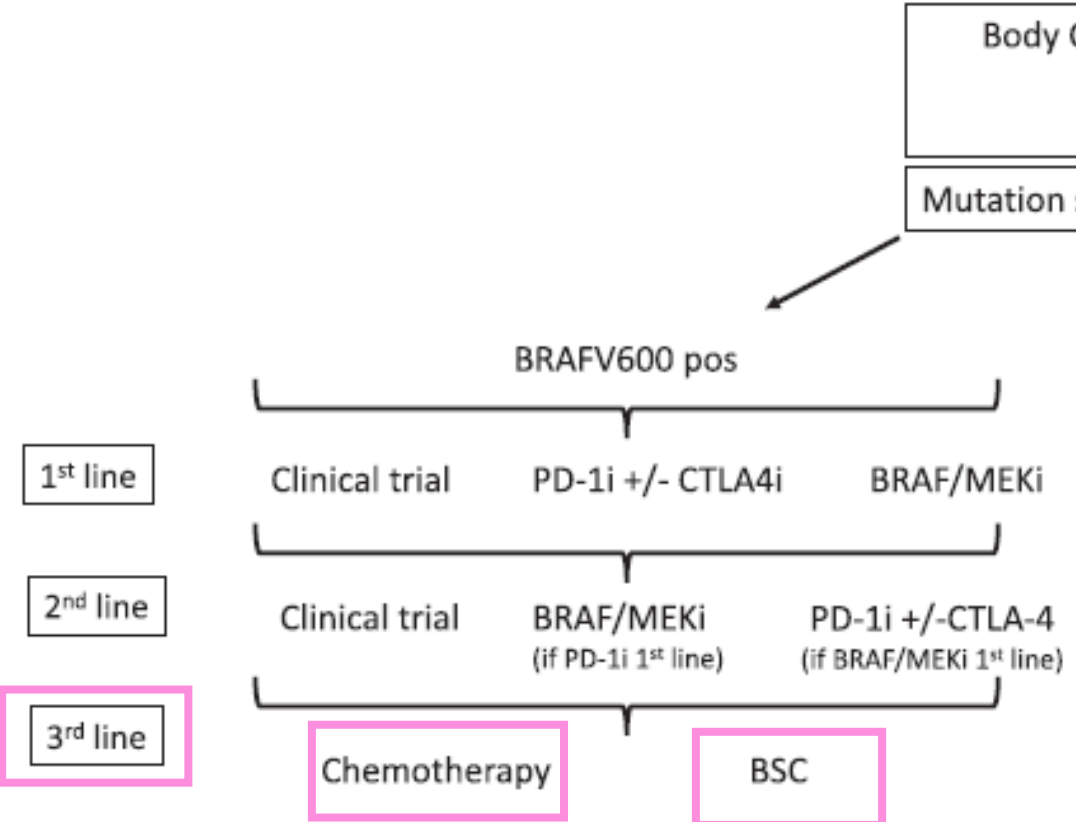 Body
Mutation
BRAFV600 pos
1st line
Clinical trial PD-1i +/- CTLA4i BRAF/MEKi
2nd line
Clinical trial BRAF/MEKi PD-1i +/-CTLA-4
(if PD-1i 1st line) (if BRAF/MEKi 1st line)
3rd line
Chemotherapy BSC